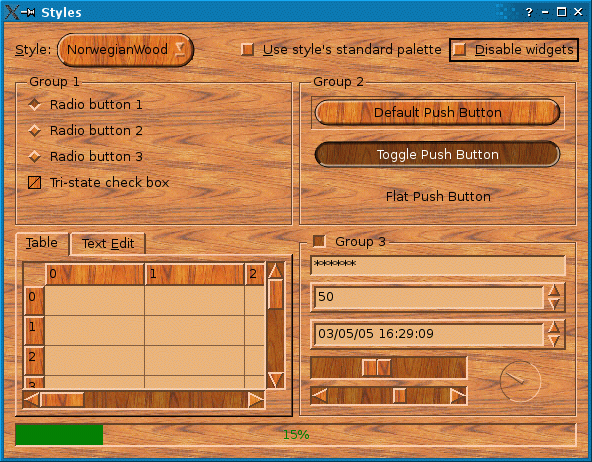 Styles
Style: NorwegianWood Use style's standard palette Disable widgets
Group 1
Radio button 1
Radio button 2
Radio button 3
Tri-state check box
Group 2
Default Push Button
Toggle Push Button
Flat Push Button
Table Text Edit
0 1 2
0
1
2
3
Group 3
******
50
03/05/05 16:29:09
15%